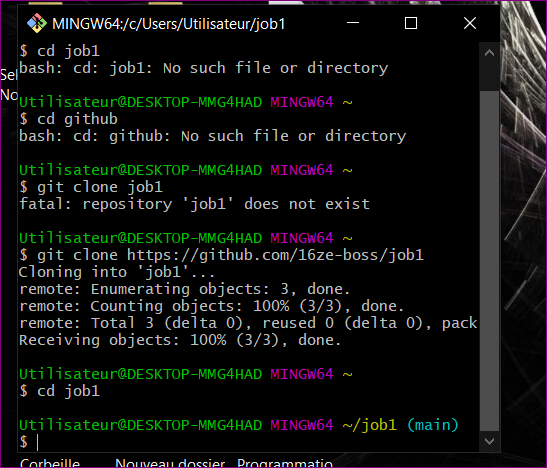 MINGW64:/c/Users/Utilisateur/job1
$ cd job1
bash: cd: job1: No such file or directory
Utilisateur@DESKTOP-MMG4HAD MINGW64 ~
$ cd github
bash: cd: github: No such file or directory
Utilisateur@DESKTOP-MMG4HAD MINGW64 ~
$ git clone job1
fatal: repository 'job1' does not exist
Utilisateur@DESKTOP-MMG4HAD MINGW64 ~
$ git clone https://github.com/16ze-boss/job1
Cloning into 'job1'...
remote: Enumerating objects: 3, done.
remote: Counting objects: 100% (3/3), done.
remote: Total 3 (delta 0), reused 0 (delta 0), pack
Receiving objects: 100% (3/3), done.
Utilisateur@DESKTOP-MMG4HAD MINGW64 ~
$ cd job1
Utilisateur@DESKTOP-MMG4HAD MINGW64 ~/job1 (main)
$
Sel
No
Corbeille Nouveau dossier Programmatio